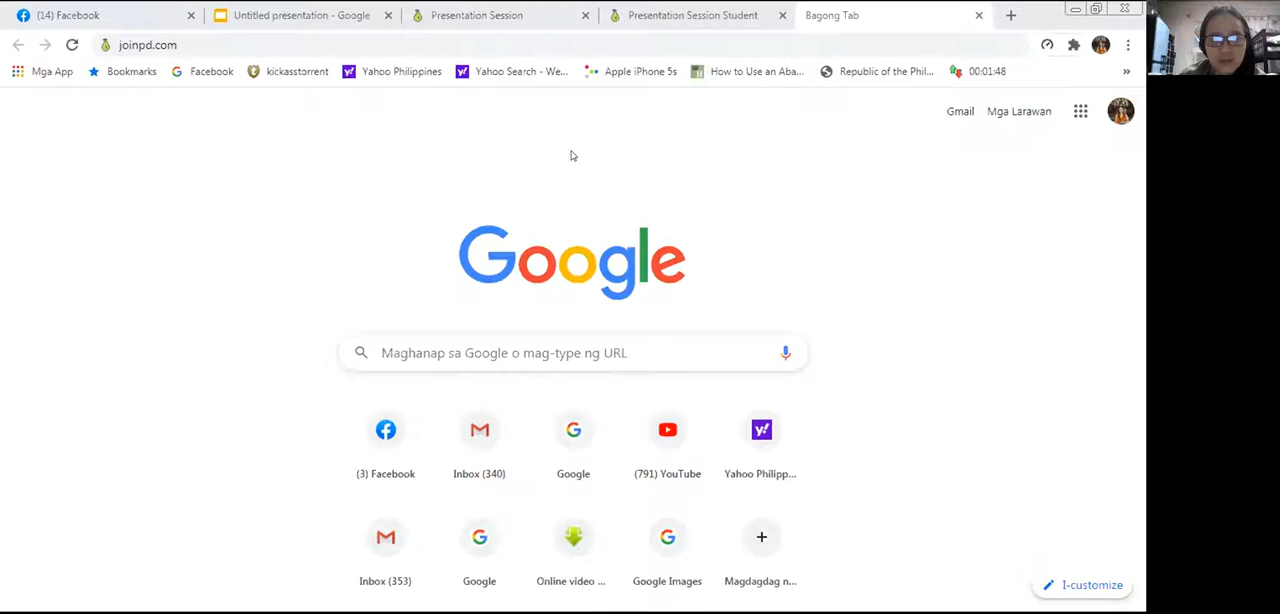 (14) Facebook
Untitled presentation - Google
Presentation Session
Presentation Session Student
Bagong Tab
joinpd.com
Mga App
Bookmarks
Facebook
kickasstorrent
Yahoo Philippines
Yahoo Search - We...
Apple iPhone 5s
How to Use an Aba...
Republic of the Phil...
00:01:48
»
Gmail
Mga Larawan
Google
Maghanap sa Google o mag-type ng URL
(3) Facebook
Inbox (340)
Google
(791) YouTube
Yahoo Philipp...
Inbox (353)
Google
Online video ...
Google Images
Magdagdag n...
I-customize